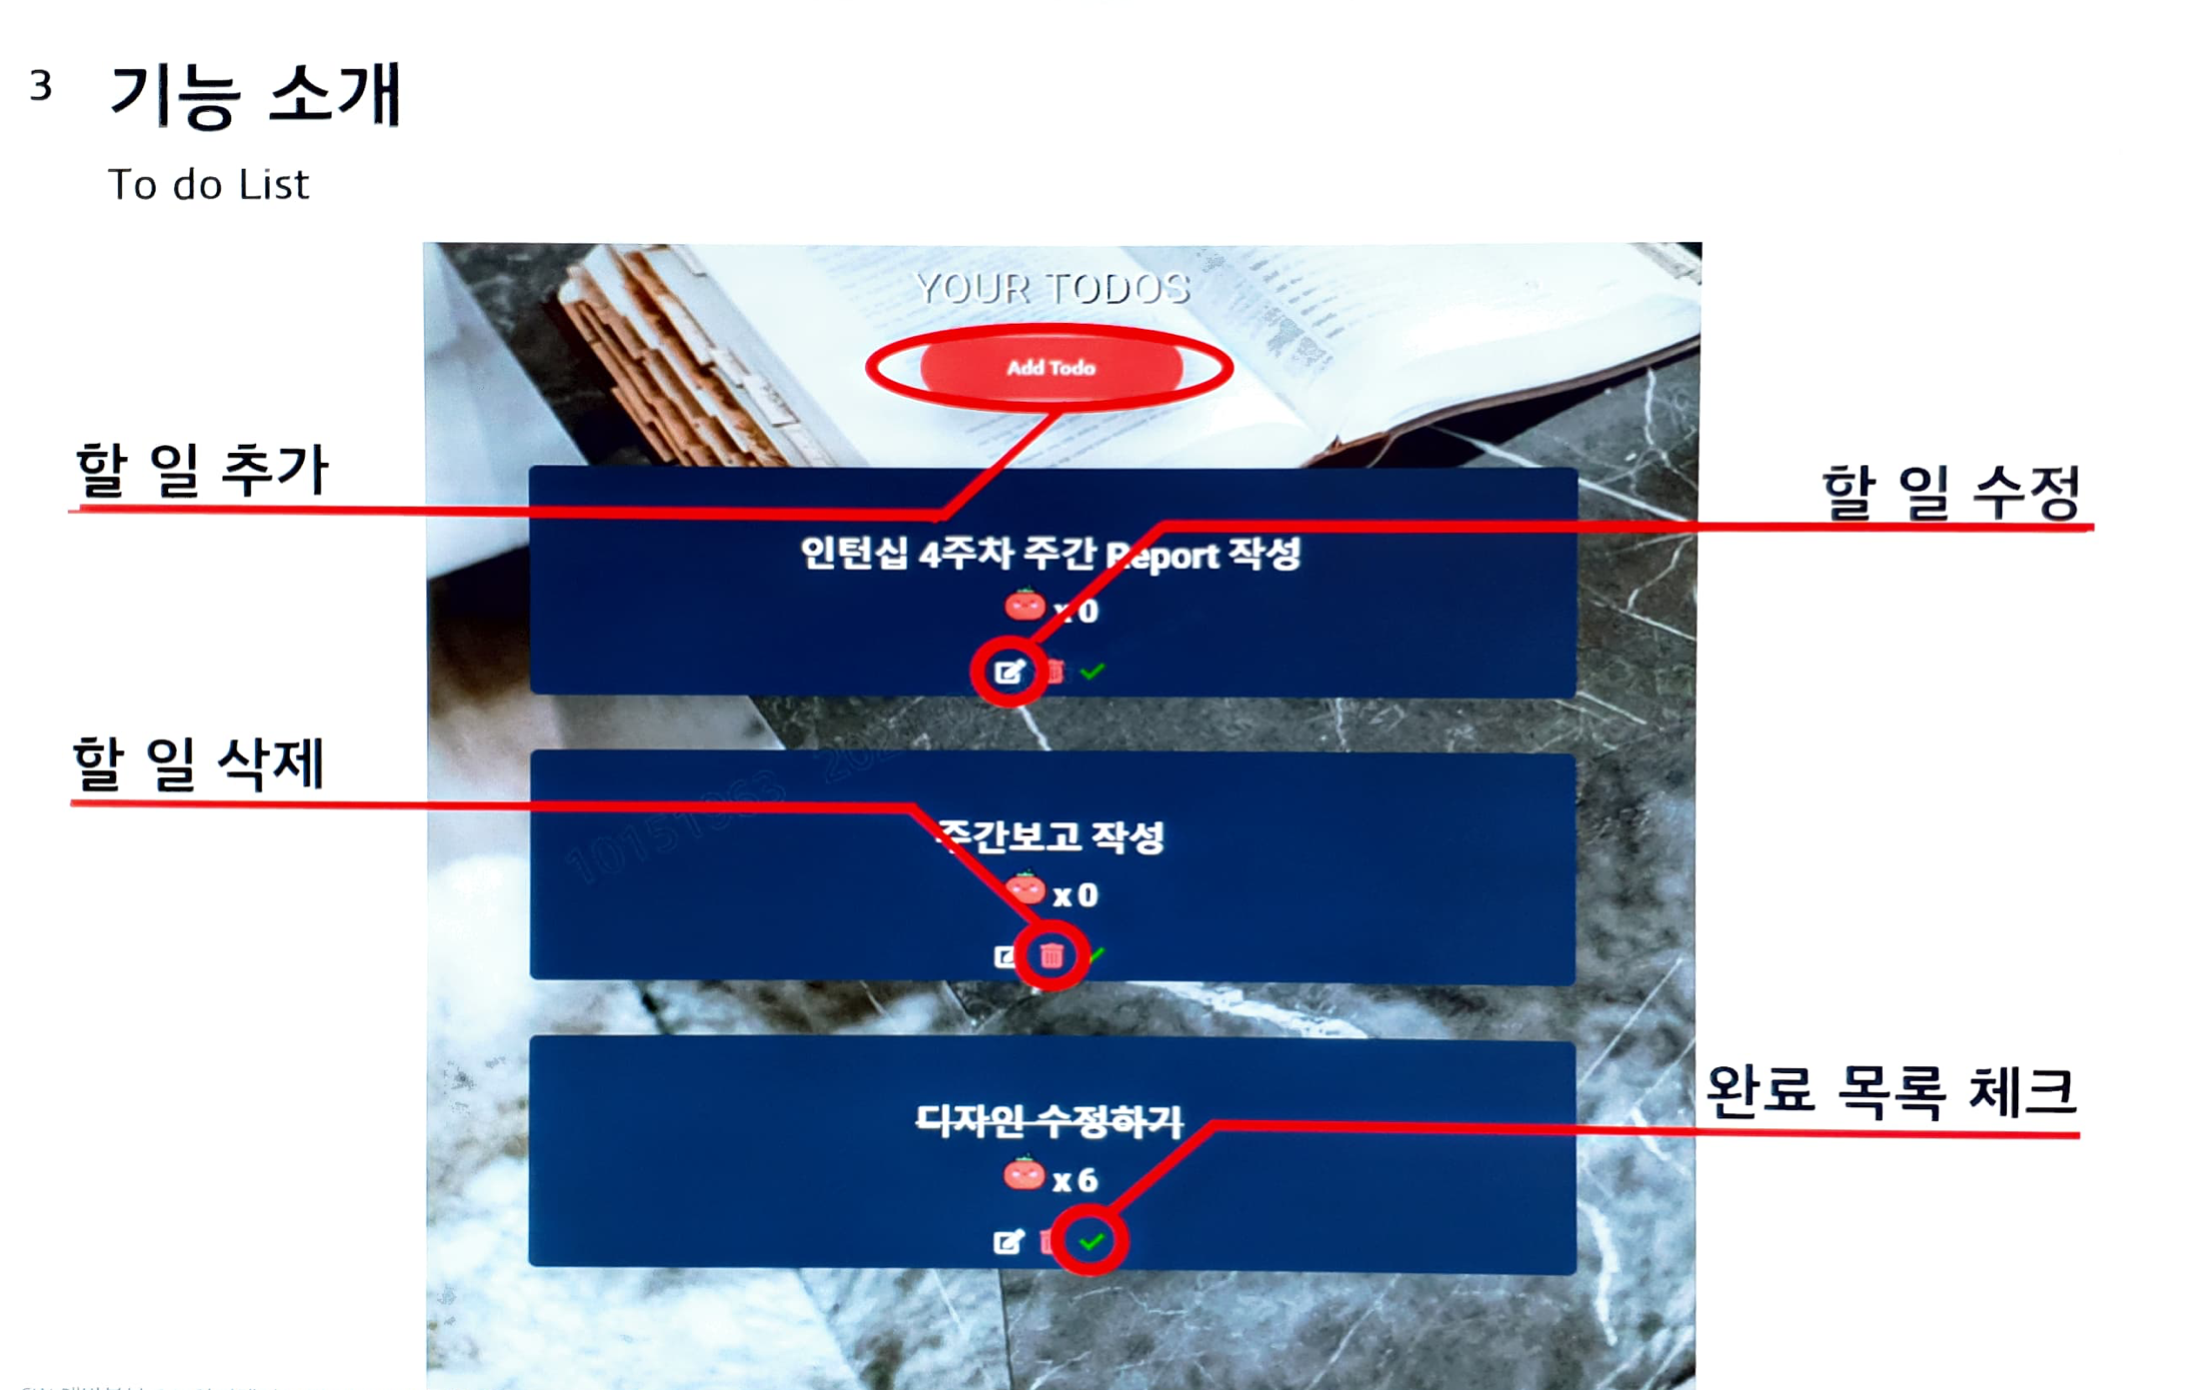 3 기능 소개
To do List
YOUR TODOS
Add Todo
할 일 추가
할 일 수정
인턴십 4주차 주간 Report 작성
x 0
할 일 삭제
주간보고 작성
x 0
완료 목록 체크
디자인 수정하기
x 6